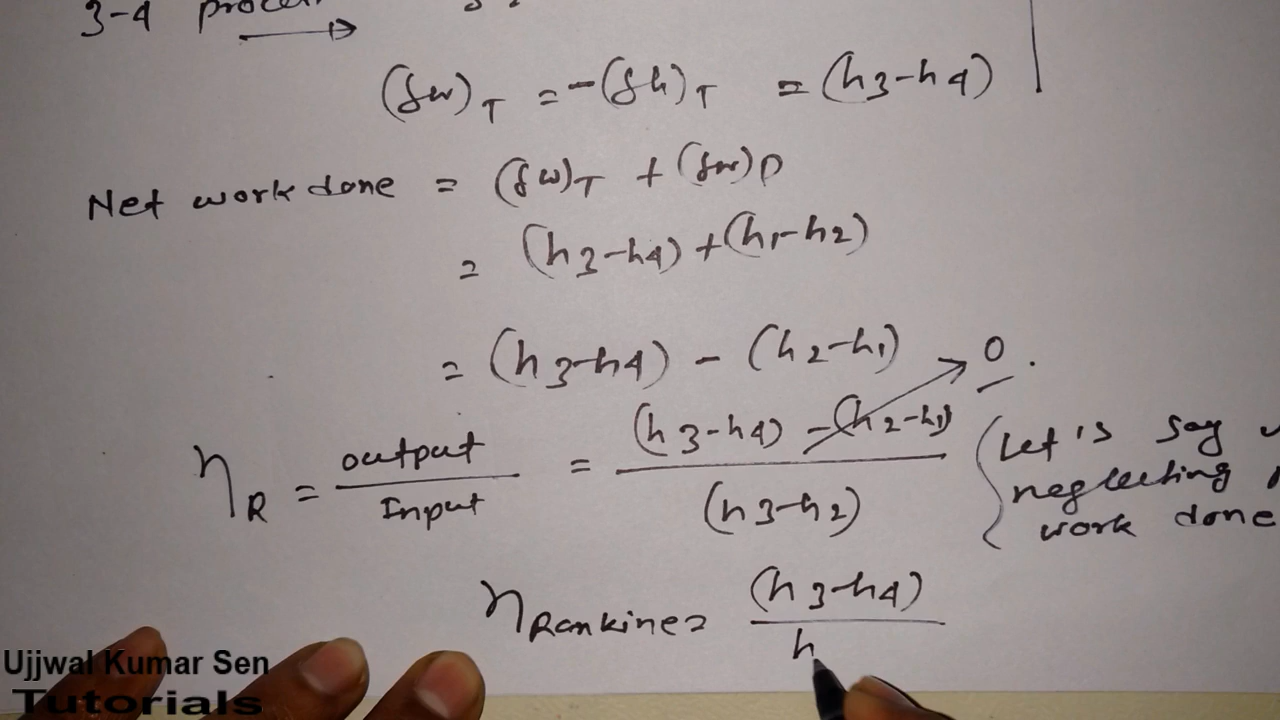 3-4
(δw)T = -(δh)T = (h3-h4)
Net work done = (δw)T + (δw)P
= (h3-h4) + (h1-h2)
= (h3-h4) - (h2-h1)
0.
ηR = output / Input = (h3-h4) - (h2-h1) / (h3-h2)
(Let's say
neglecting
work done
ηRankine = (h3-h4) / h
Ujjwal Kumar Sen
Tutorials